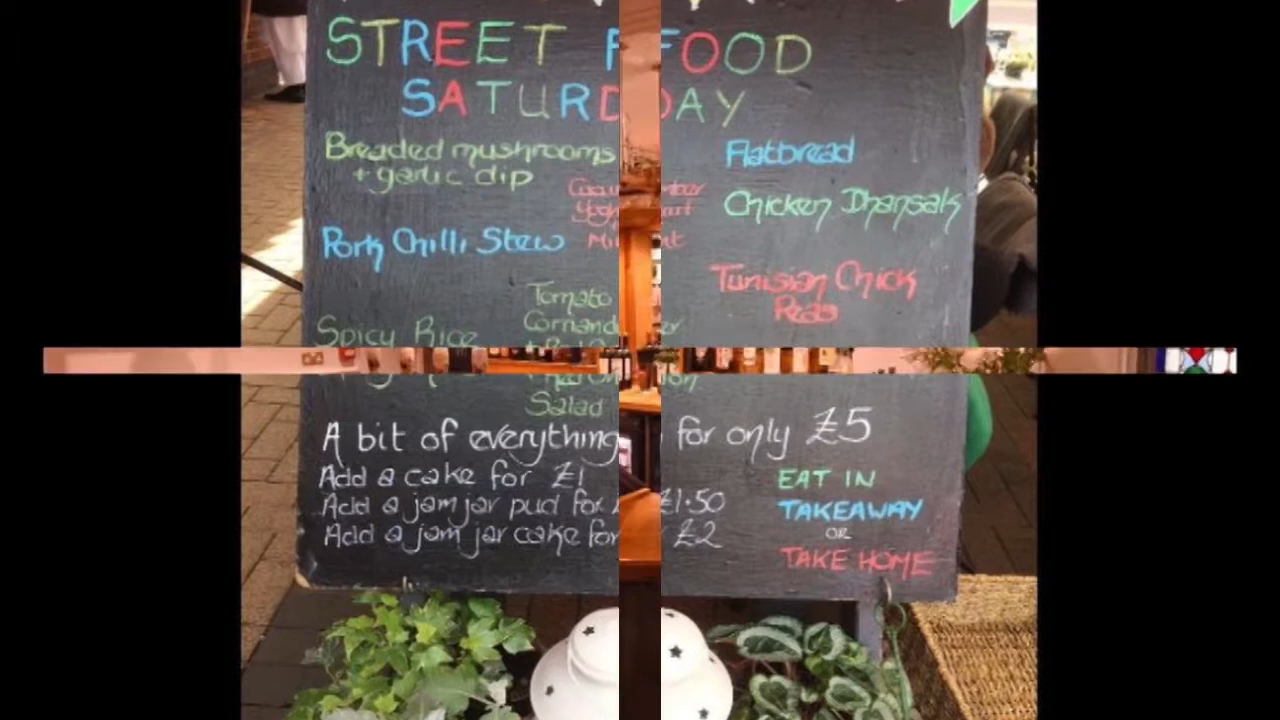 STREET FOOD
SATURDAY
Breaded mushrooms
+ garlic dip
Flatbread
Chicken Dhansak
Pork Chilli Stew
Tunisian Chick
Peas
Tomato
Spicy Rice
Salad
A bit of everything for only £5
Add a cake for £1
Add a jam jar pud for £1.50
Add a jam jar cake for £2
EAT IN
TAKEAWAY
OR
TAKE HOME